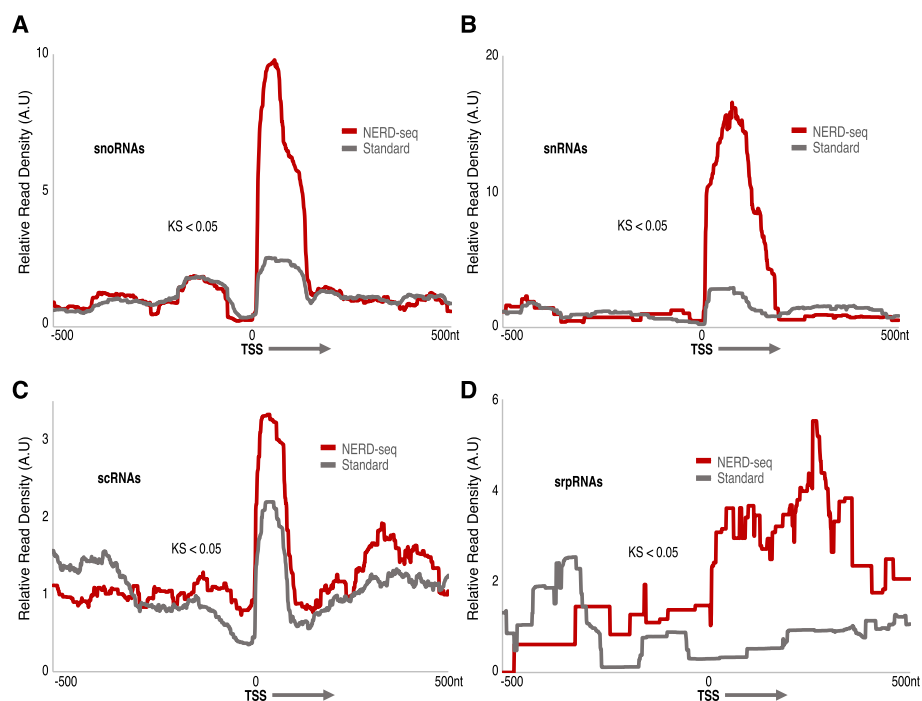 A
Relative Read Density (A.U)
10
5
0
snoRNAs
NERD-seq
Standard
KS < 0.05
-500
0
500nt
TSS
B
Relative Read Density (A.U)
20
10
0
snRNAs
NERD-seq
Standard
KS < 0.05
-500
0
500nt
TSS
C
Relative Read Density (A.U)
3
2
1
0
scRNAs
NERD-seq
Standard
KS < 0.05
-500
0
500nt
TSS
D
Relative Read Density (A.U)
6
4
2
0
srpRNAs
NERD-seq
Standard
KS < 0.05
-500
0
500nt
TSS